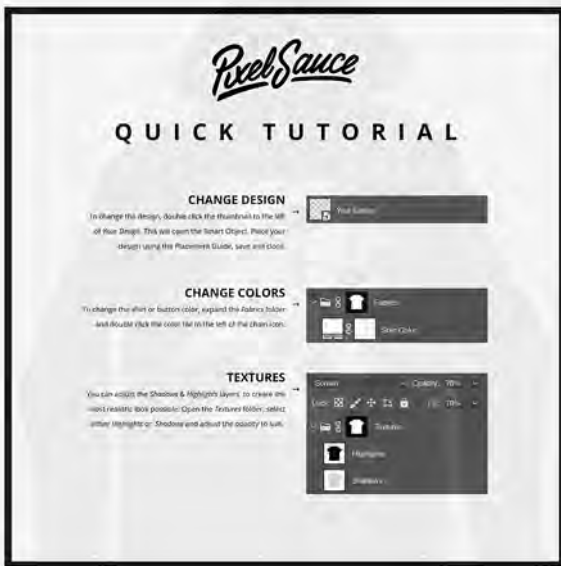 Pixel Sauce
QUICK TUTORIAL
CHANGE DESIGN
To change the design, double click the thumbnail to the left
of Your Design. This will open the Smart Object. Place your
design using the Placement Guide, save and close.
Your Design
CHANGE COLORS
To change the shirt or button color, expand the Fabrics folder
and double click the color tile to the left of the chain icon.
Fabrics
Shirt Color
TEXTURES
You can adjust the Shadows & Highlights layers, to create the
most realistic look possible. Open the Textures folder, select
either Highlights or Shadows and adjust the opacity to suit.
Screen
Opacity: 70%
Lock:
Fill: 70%
Textures
Highlights
Shadows